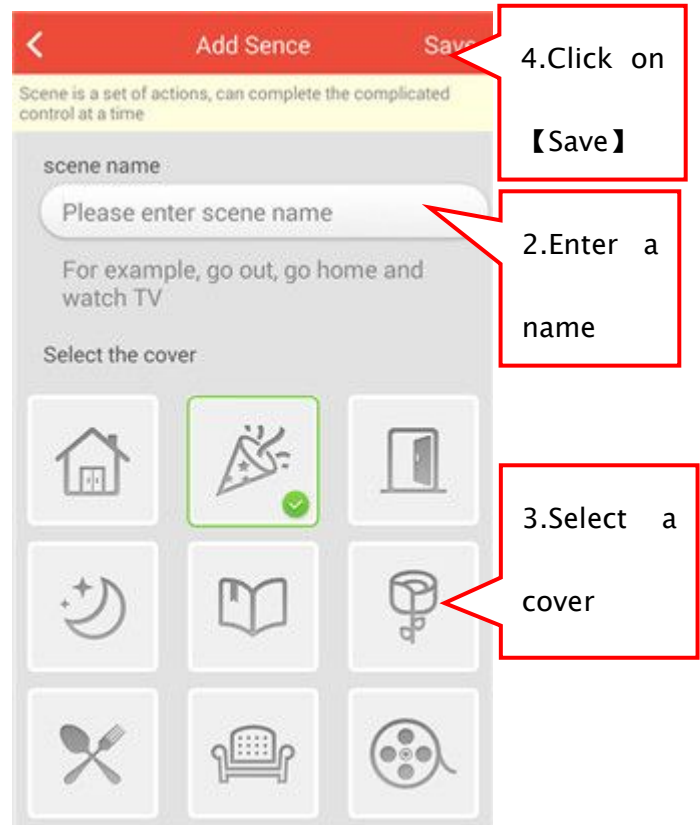 Add Sence
Save
Scene is a set of actions, can complete the complicated
control at a time
scene name
Please enter scene name
For example, go out, go home and
watch TV
Select the cover
4.Click on
【Save】
2.Enter a
name
3.Select a
cover